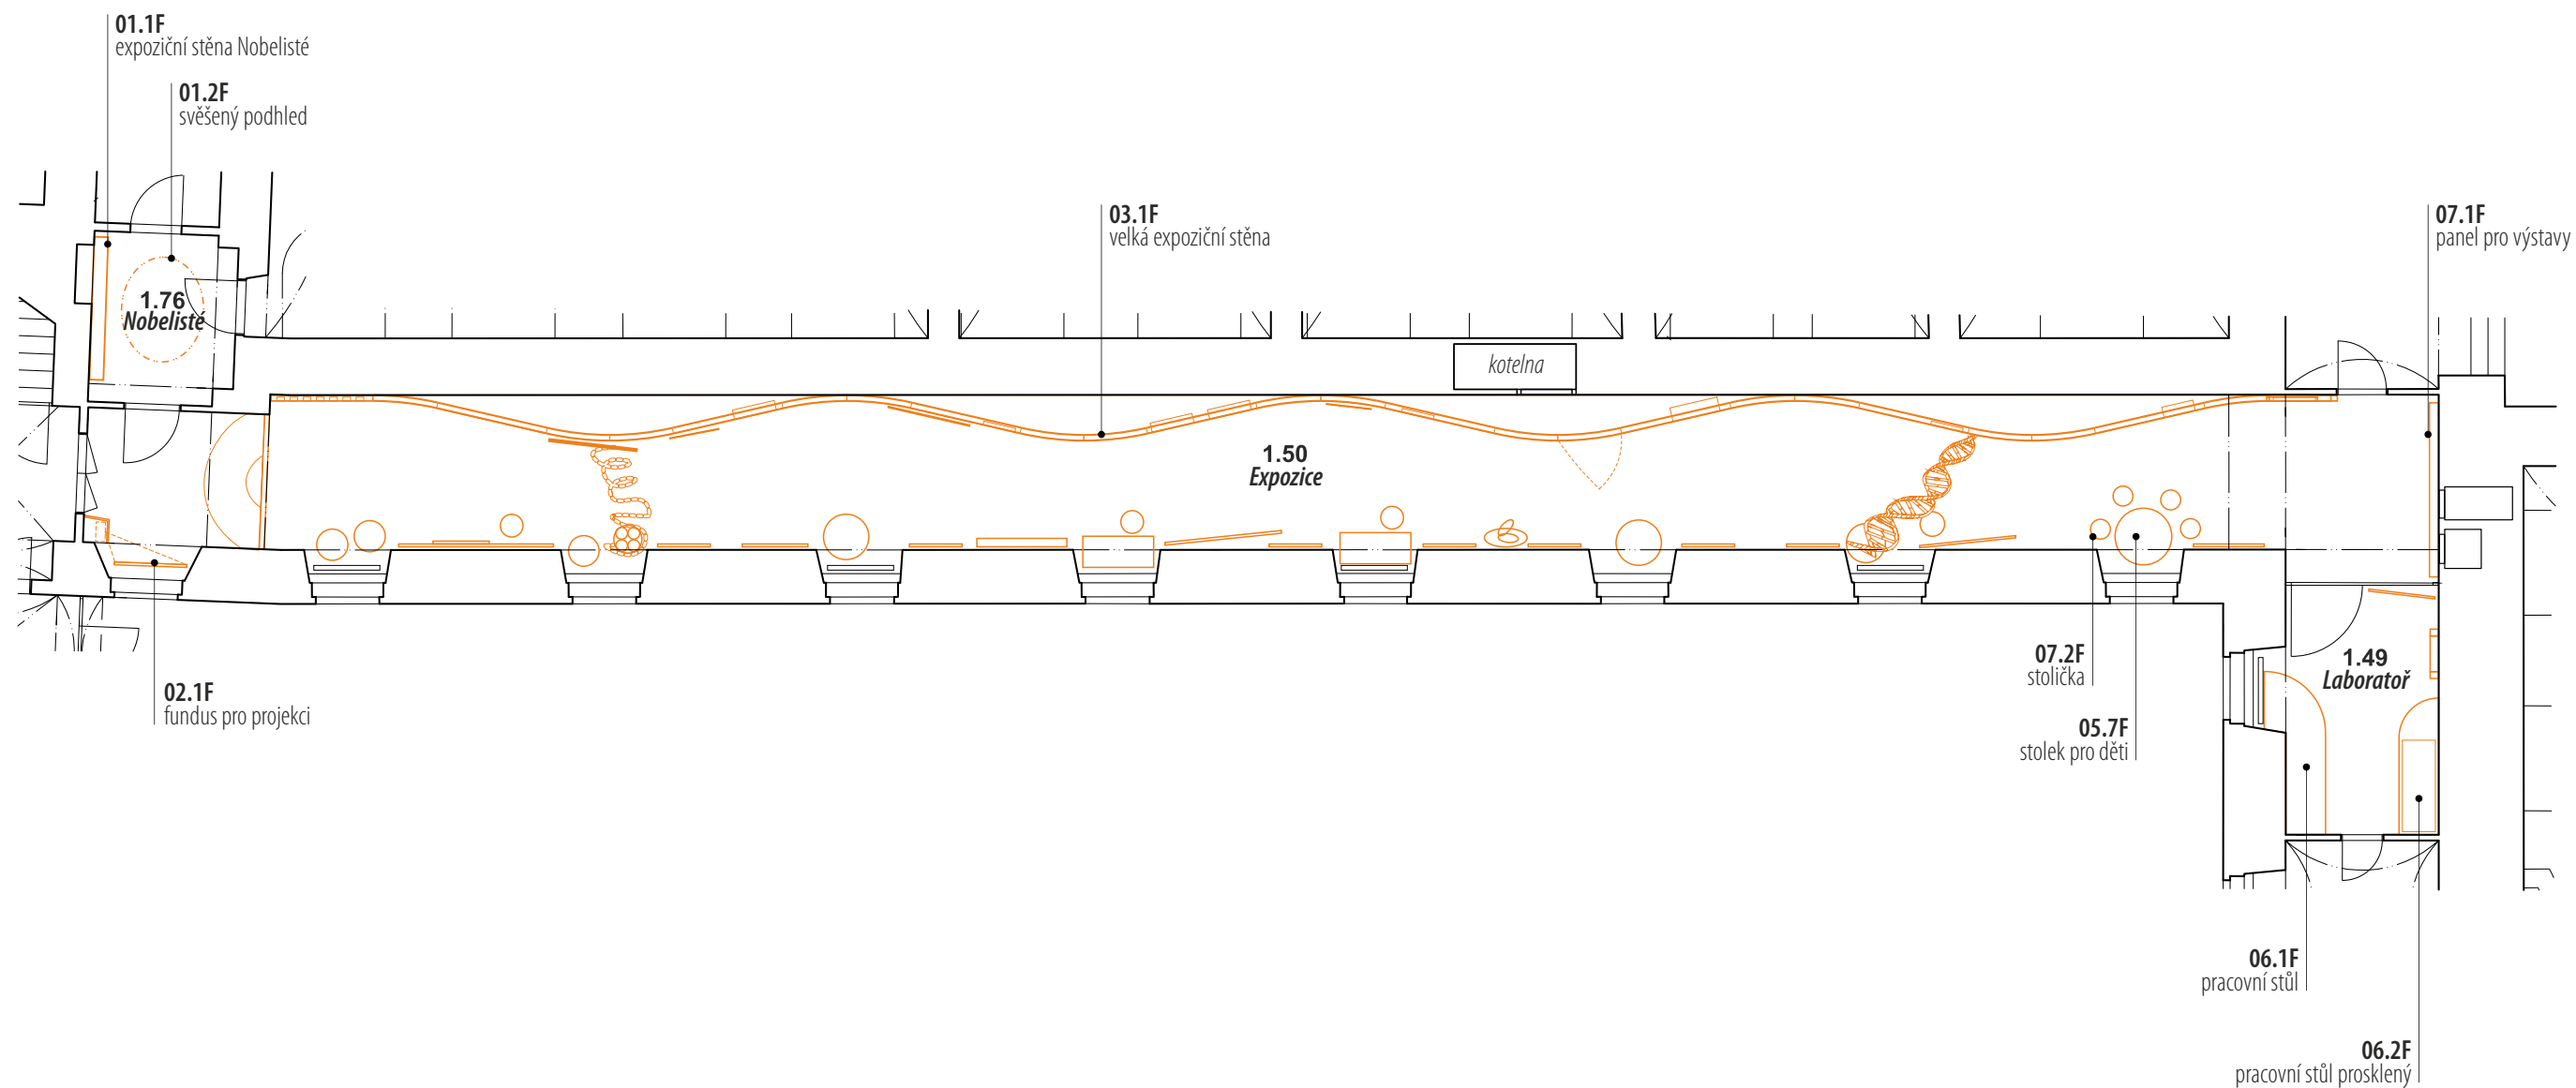 01.1F
expoziční stěna Nobelisté
01.2F
svěšený podhled
03.1F
velká expoziční stěna
07.1F
panel pro výstavy
1.76
Nobelisté
kotelna
1.50
Expozice
02.1F
fundus pro projekci
07.2F
stolička
1.49
Laboratoř
05.7F
stolek pro děti
06.1F
pracovní stůl
06.2F
pracovní stůl prosklený